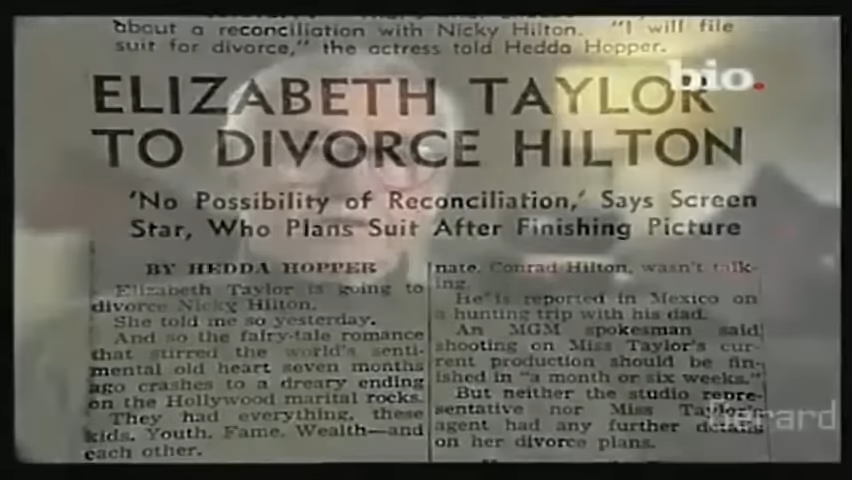 about a reconciliation with Nicky Hilton. "I will file
suit for divorce," the actress told Hedda Hopper.
bio.
ELIZABETH TAYLOR
TO DIVORCE HILTON
'No Possibility of Reconciliation,' Says Screen
Star, Who Plans Suit After Finishing Picture
BY HEDDA HOPPER
Elizabeth Taylor is going to
divorce Nicky Hilton.
She told me so yesterday.
And so the fairy-tale romance
that stirred the world's senti-
mental old heart seven months
ago crashes to a dreary ending
on the Hollywood marital rocks.
They had everything, these
kids. Youth, Fame, Wealth—and
each other.
nate, Conrad Hilton, wasn't talk-
ing.
He is reported in Mexico on
a hunting trip with his dad.
An MGM spokesman said
shooting on Miss Taylor's cur-
rent production should be fin-
ished in "a month or six weeks."
But neither the studio repre-
sentative nor Miss Taylor's
agent had any further details
on her divorce plans.
Gerard